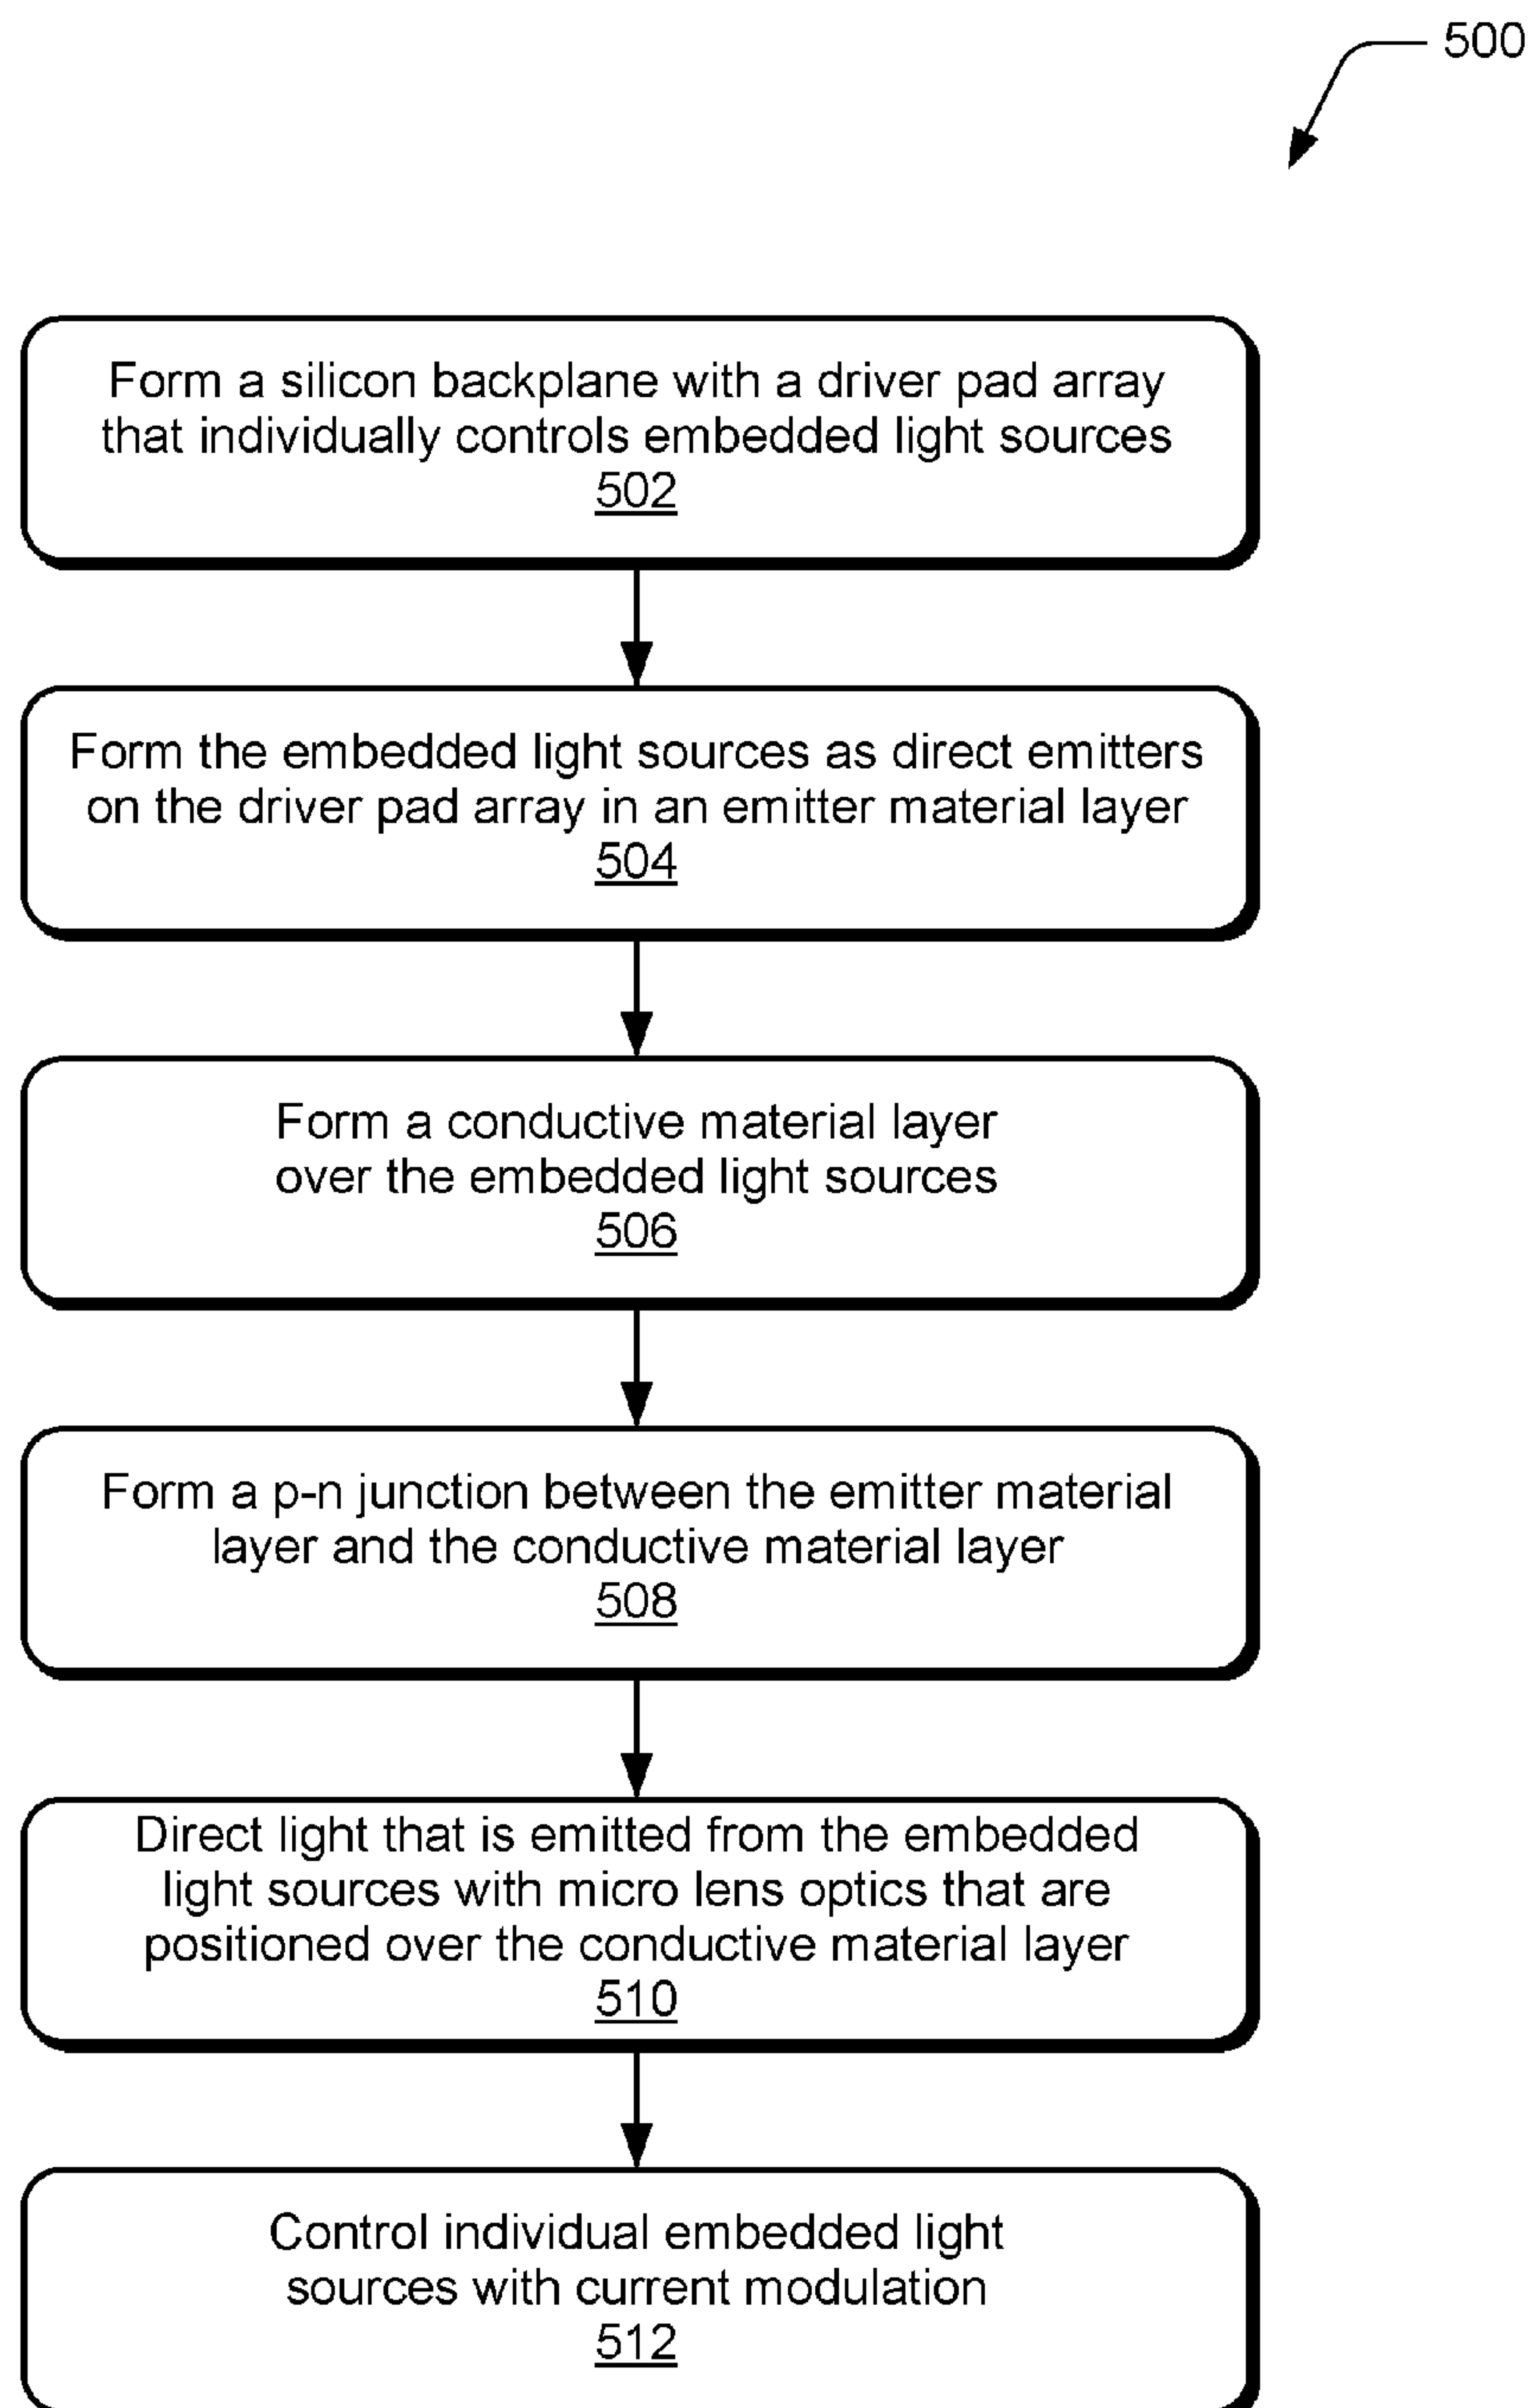 500
Form a silicon backplane with a driver pad array
that individually controls embedded light sources
502
Form the embedded light sources as direct emitters
on the driver pad array in an emitter material layer
504
Form a conductive material layer
over the embedded light sources
506
Form a p-n junction between the emitter material
layer and the conductive material layer
508
Direct light that is emitted from the embedded
light sources with micro lens optics that are
positioned over the conductive material layer
510
Control individual embedded light
sources with current modulation
512